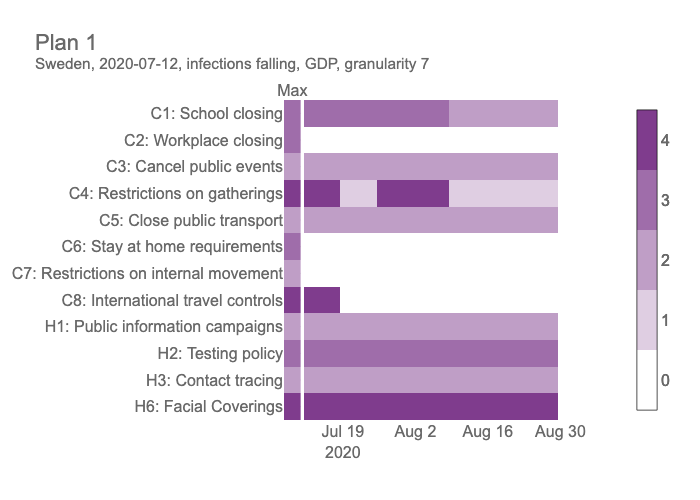 Plan 1
Sweden, 2020-07-12, infections falling, GDP, granularity 7
Max
C1: School closing
C2: Workplace closing
C3: Cancel public events
C4: Restrictions on gatherings
C5: Close public transport
C6: Stay at home requirements
C7: Restrictions on internal movement
C8: International travel controls
H1: Public information campaigns
H2: Testing policy
H3: Contact tracing
H6: Facial Coverings
Jul 19 Aug 2 Aug 16 Aug 30
2020
4
3
2
1
0